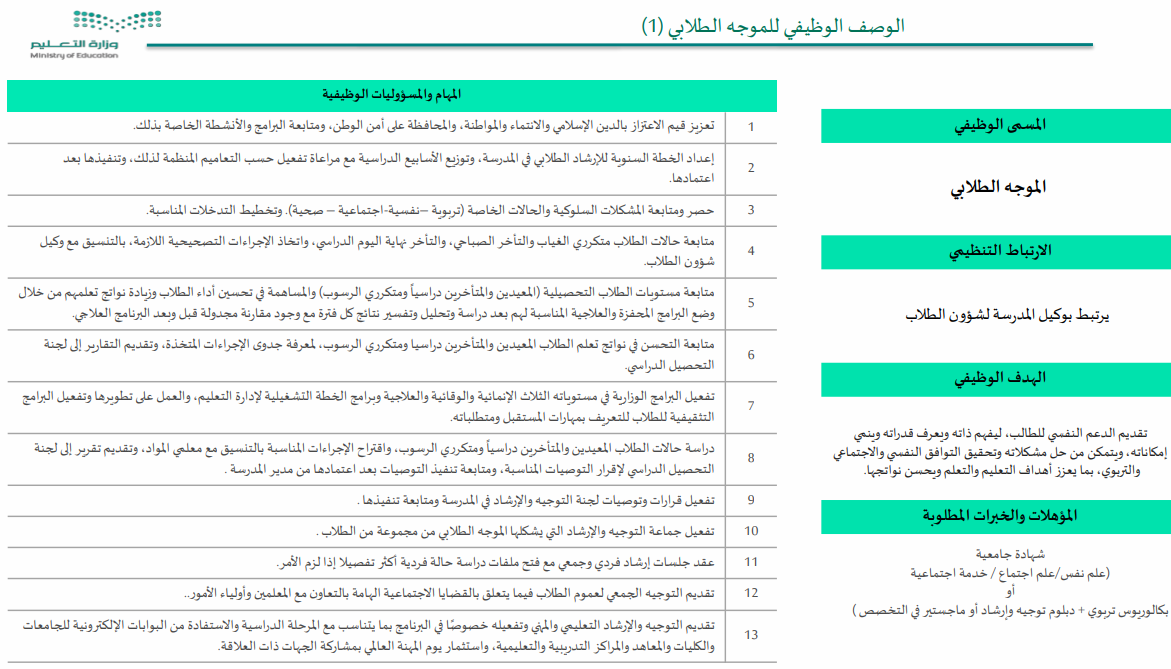 وزارة التعليم
Ministry of Education
الوصف الوظيفي للموجه الطلابي (1)
المسمى الوظيفي
الموجه الطلابي
الارتباط التنظيمي
يرتبط بوكيل المدرسة لشؤون الطلاب
الهدف الوظيفي
تقديم الدعم النفسي للطالب، ليفهم ذاته ويعرف قدراته وينمي
إمكاناته، ويتمكن من حل مشكلاته وتحقيق التوافق النفسي والاجتماعي
والتربوي، بما يعزز أهداف التعليم والتعلم ويحسن نواتجها.
المؤهلات والخبرات المطلوبة
شهادة جامعية
(علم نفس/علم اجتماع / خدمة اجتماعية
أو
بكالوريوس تربوي + دبلوم توجيه وإرشاد أو ماجستير في التخصص )
المهام والمسؤوليات الوظيفية
1 تعزيز قيم الاعتزاز بالدين الإسلامي والانتماء والمواطنة، والمحافظة على أمن الوطن، ومتابعة البرامج والأنشطة الخاصة بذلك.
2 إعداد الخطة السنوية للإرشاد الطلابي في المدرسة، وتوزيع الأسابيع الدراسية مع مراعاة تفعيل حسب التعاميم المنظمة لذلك، وتنفيذها بعد
اعتمادها.
3 حصر ومتابعة المشكلات السلوكية والحالات الخاصة (تربوية –نفسية-اجتماعية – صحية). وتخطيط التدخلات المناسبة.
4 متابعة حالات الطلاب متكرري الغياب والتأخر الصباحي، والتأخر نهاية اليوم الدراسي، واتخاذ الإجراءات التصحيحية اللازمة، بالتنسيق مع وكيل
شؤون الطلاب.
5 متابعة مستويات الطلاب التحصيلية (المعيدين والمتأخرين دراسياً ومتكرري الرسوب) والمساهمة في تحسين أداء الطلاب وزيادة نواتج تعلمهم من خلال
وضع البرامج المحفزة والعلاجية المناسبة لهم بعد دراسة وتحليل وتفسير نتائج كل فترة مع وجود مقارنة مجدولة قبل وبعد البرنامج العلاجي.
6 متابعة التحسن في نواتج تعلم الطلاب المعيدين والمتأخرين دراسيا ومتكرري الرسوب، لمعرفة جدوى الإجراءات المتخذة، وتقديم التقارير إلى لجنة
التحصيل الدراسي.
7 تفعيل البرامج الوزارية في مستوياته الثلاث الإنمائية والوقائية والعلاجية وبرامج الخطة التشغيلية لإدارة التعليم، والعمل على تطويرها وتفعيل البرامج
التثقيفية للطلاب للتعريف بمهارات المستقبل ومتطلباته.
8 دراسة حالات الطلاب المعيدين والمتأخرين دراسياً ومتكرري الرسوب، واقتراح الإجراءات المناسبة بالتنسيق مع معلمي المواد، وتقديم تقرير إلى لجنة
التحصيل الدراسي لإقرار التوصيات المناسبة، ومتابعة تنفيذ التوصيات بعد اعتمادها من مدير المدرسة .
9 تفعيل قرارات وتوصيات لجنة التوجيه والإرشاد في المدرسة ومتابعة تنفيذها .
10 تفعيل جماعة التوجيه والإرشاد التي يشكلها الموجه الطلابي من مجموعة من الطلاب .
11 عقد جلسات إرشاد فردي وجمعي مع فتح ملفات دراسة حالة فردية أكثر تفصيلا إذا لزم الأمر.
12 تقديم التوجيه الجمعي لعموم الطلاب فيما يتعلق بالقضايا الاجتماعية الهامة بالتعاون مع المعلمين وأولياء الأمور..
13 تقديم التوجيه والإرشاد التعليمي والمهني وتفعيله خصوصًا في البرنامج بما يتناسب مع المرحلة الدراسية والاستفادة من البوابات الإلكترونية للجامعات
والكليات والمعاهد والمراكز التدريبية والتعليمية، واستثمار يوم المهنة العالمي بمشاركة الجهات ذات العلاقة.